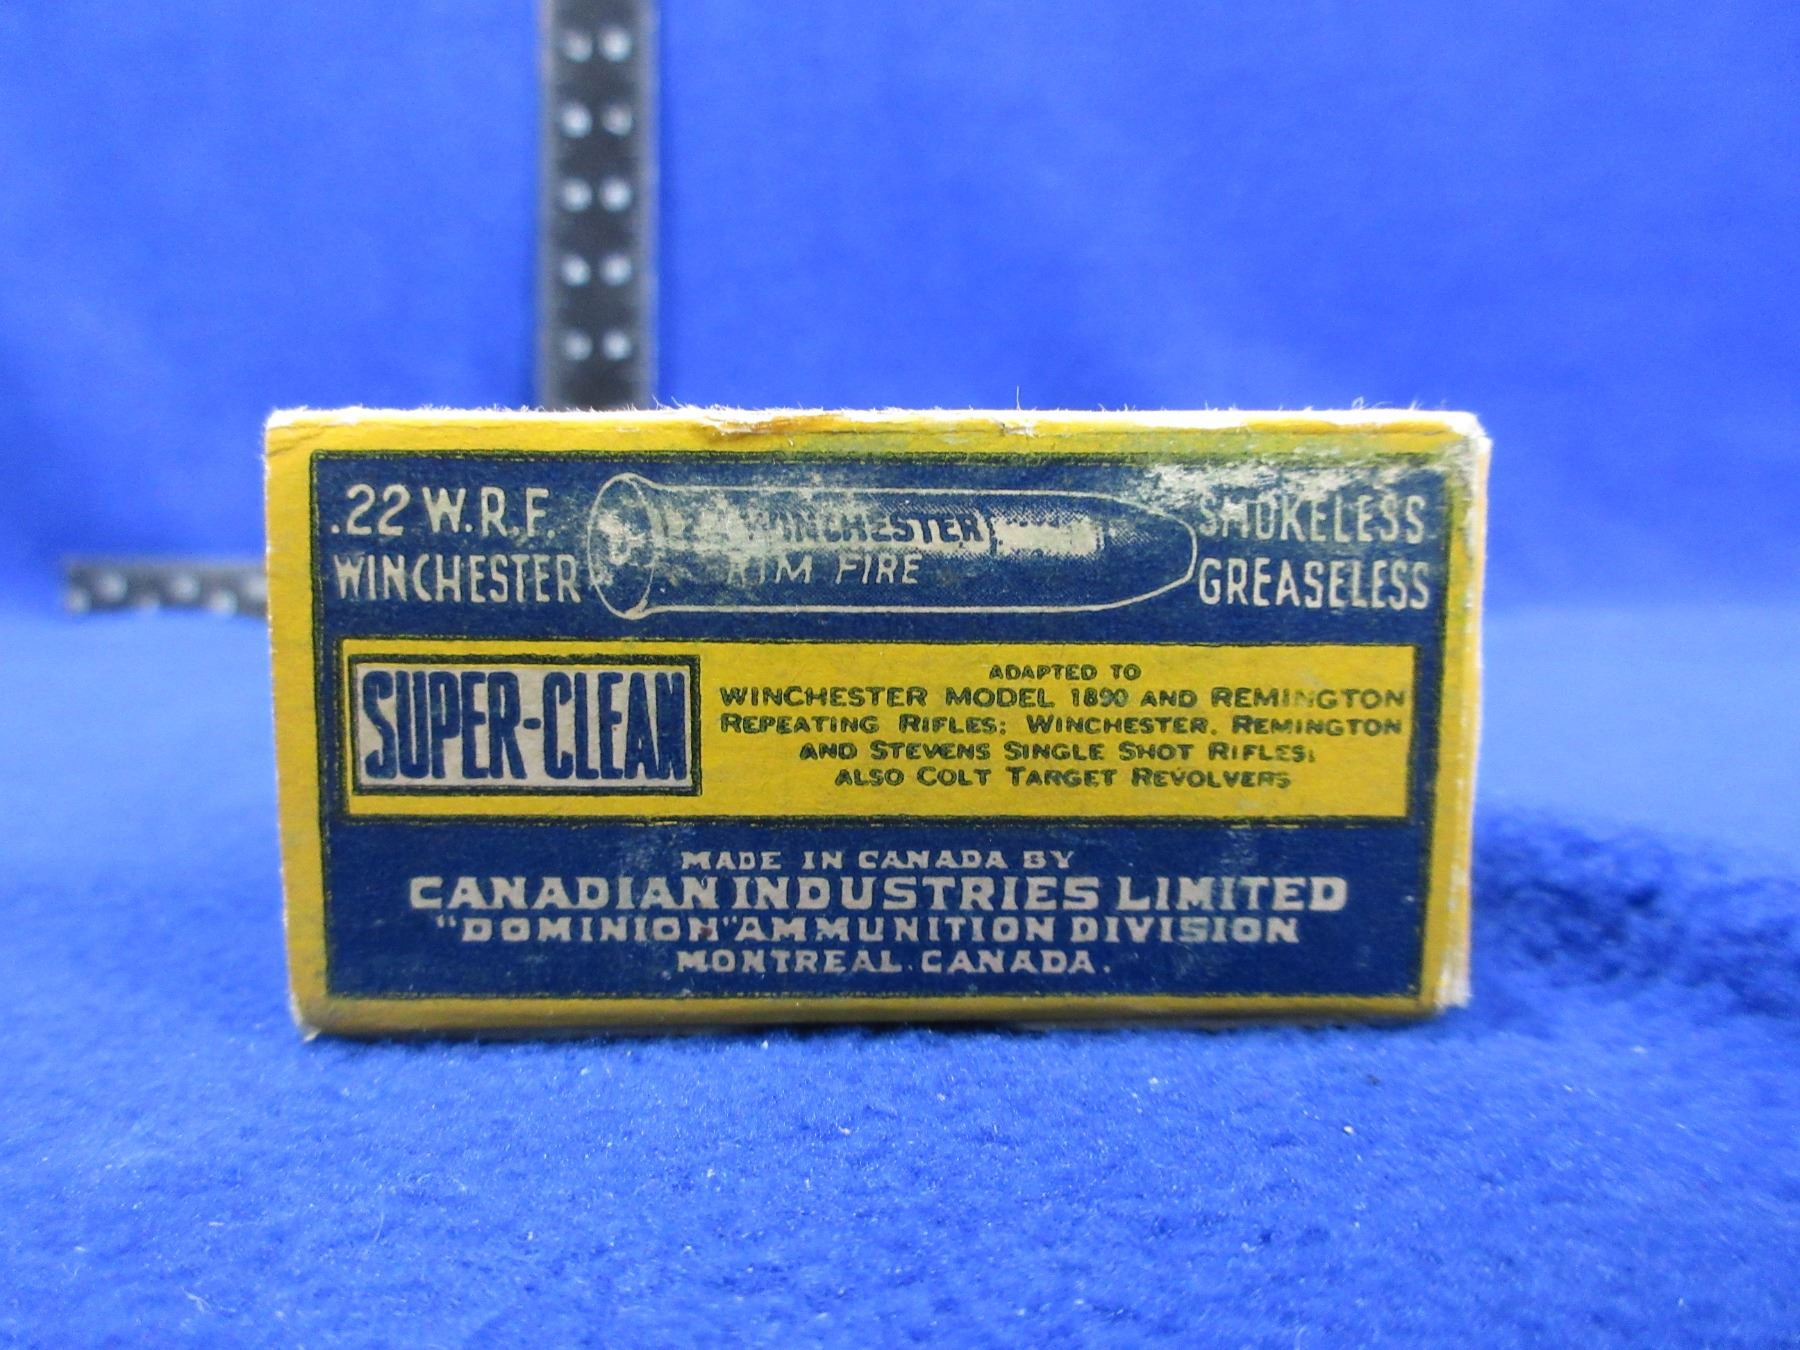 .22 W.R.F.
WINCHESTER
WINCHESTER
RIM FIRE
SMOKELESS
GREASELESS
SUPER-CLEAN
ADAPTED TO
WINCHESTER MODEL 1890 AND REMINGTON
REPEATING RIFLES; WINCHESTER, REMINGTON
AND STEVENS SINGLE SHOT RIFLES;
ALSO COLT TARGET REVOLVERS
MADE IN CANADA BY
CANADIAN INDUSTRIES LIMITED
"DOMINION" AMMUNITION DIVISION
MONTREAL, CANADA.